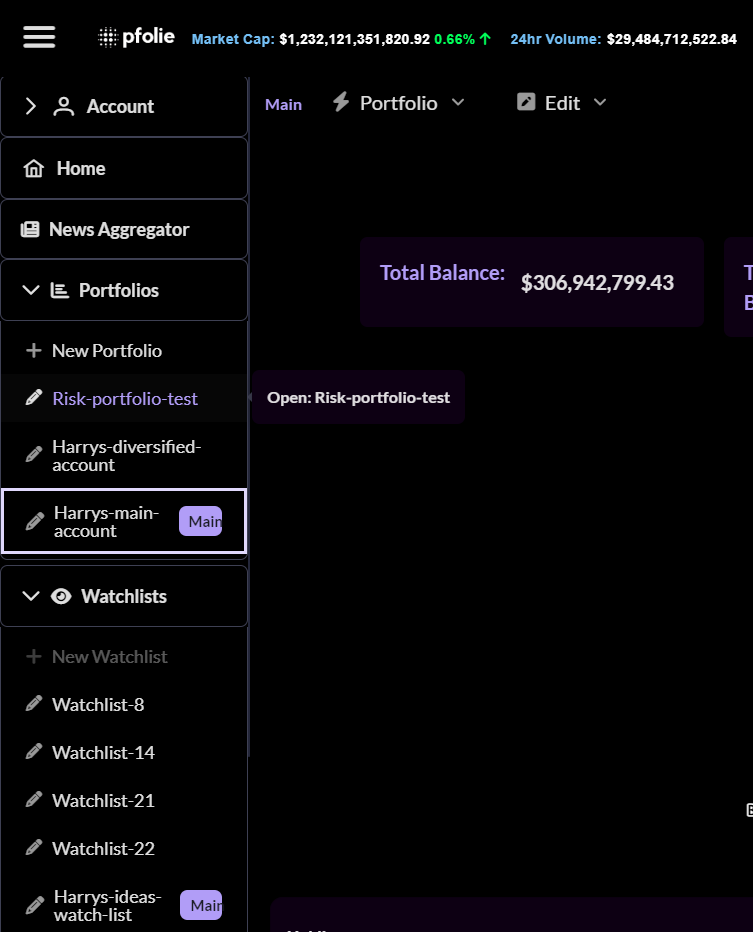 pfolie Market Cap: $1,232,121,351,820.92 0.66% 24hr Volume: $29,484,712,522.84
Account
Main Portfolio Edit
Home
News Aggregator
Total Balance: $306,942,799.43
Portfolios
New Portfolio
Risk-portfolio-test
Open: Risk-portfolio-test
Harrys-diversified-
account
Harrys-main-
account
Main
Watchlists
New Watchlist
Watchlist-8
Watchlist-14
Watchlist-21
Watchlist-22
Harrys-ideas-
watch-list
Main